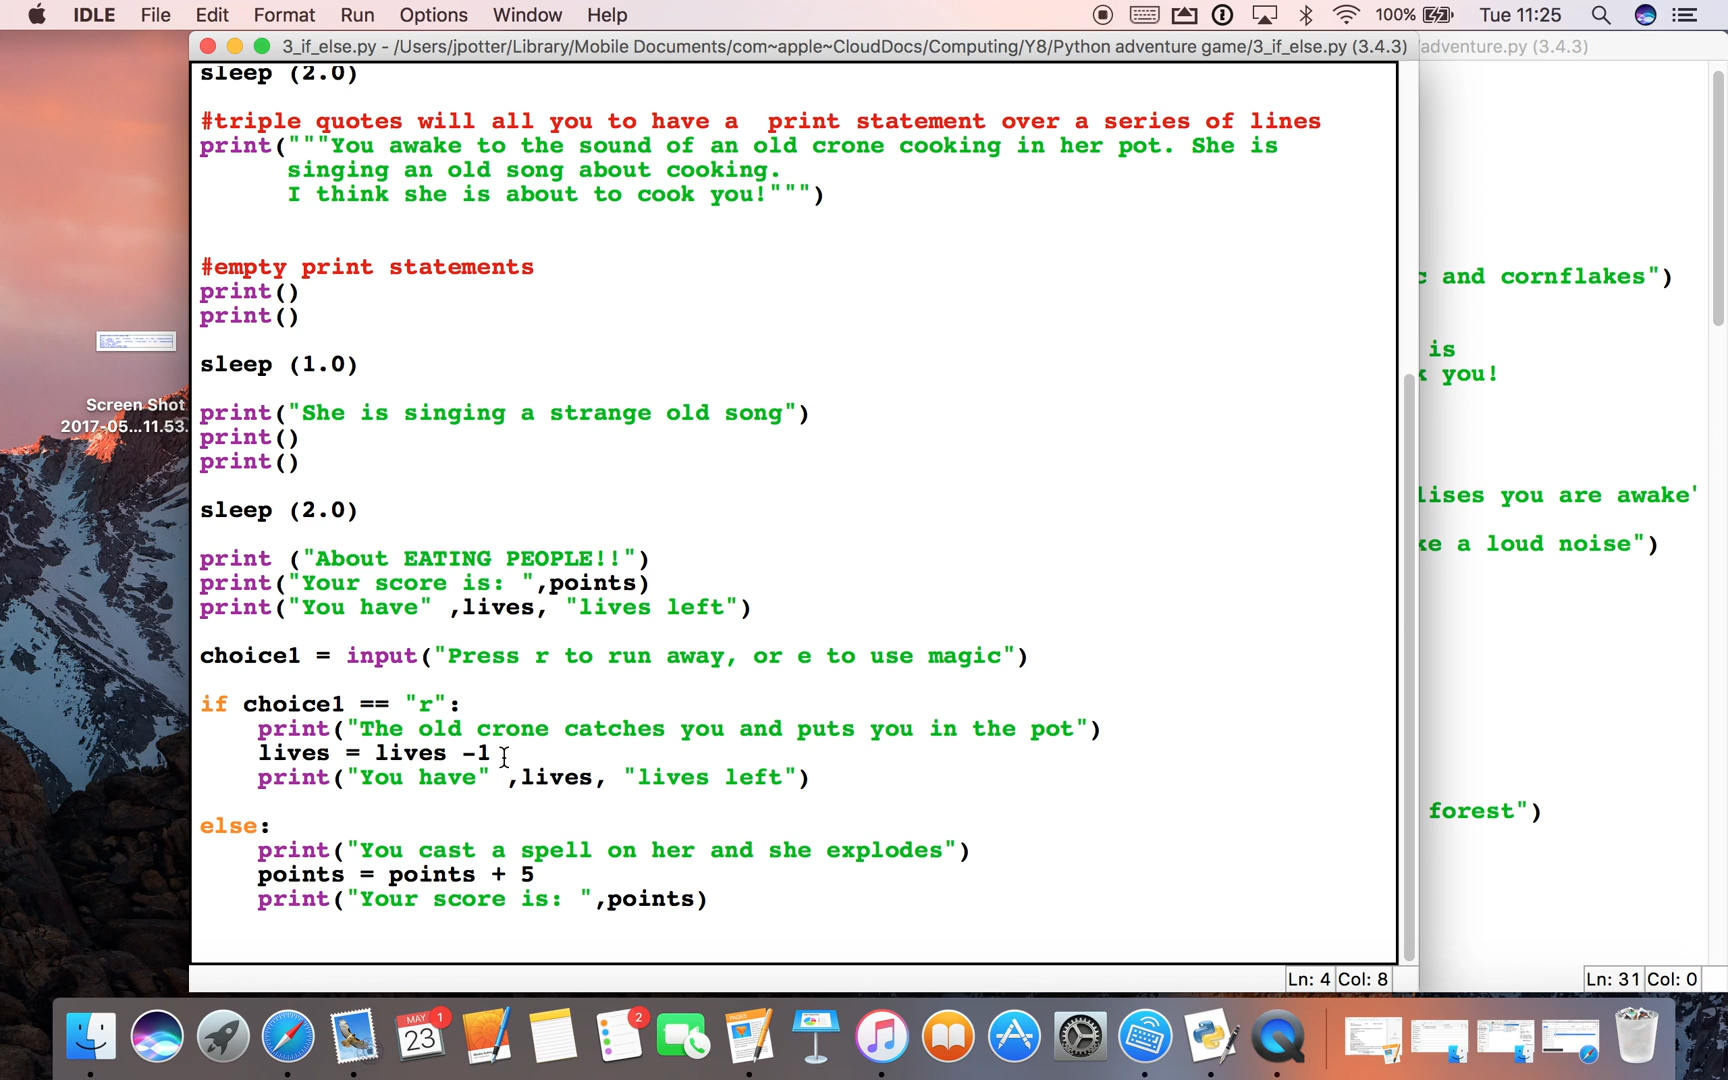 IDLE File Edit Format Run Options Window Help 100% Tue 11:25
3_if_else.py - /Users/jpotter/Library/Mobile Documents/com~apple~CloudDocs/Computing/Y8/Python adventure game/3_if_else.py (3.4.3)
adventure.py (3.4.3)
sleep (2.0)
#triple quotes will all you to have a  print statement over a series of lines
print("""You awake to the sound of an old crone cooking in her pot. She is
singing an old song about cooking.
I think she is about to cook you!""")
#empty print statements
print()
print()
sleep (1.0)
print("She is singing a strange old song")
print()
print()
sleep (2.0)
print ("About EATING PEOPLE!!")
print("Your score is: ",points)
print("You have" ,lives, "lives left")
choice1 = input("Press r to run away, or e to use magic")
if choice1 == "r":
print("The old crone catches you and puts you in the pot")
lives = lives -1
print("You have" ,lives, "lives left")
else:
print("You cast a spell on her and she explodes")
points = points + 5
print("Your score is: ",points)
Ln: 4 Col: 8
and cornflakes")
is
you!
lises you are awake'
ke a loud noise")
forest")
Ln: 31 Col: 0
Screen Shot
2017-05...11.53.
MAY
23
1
2
PAGES